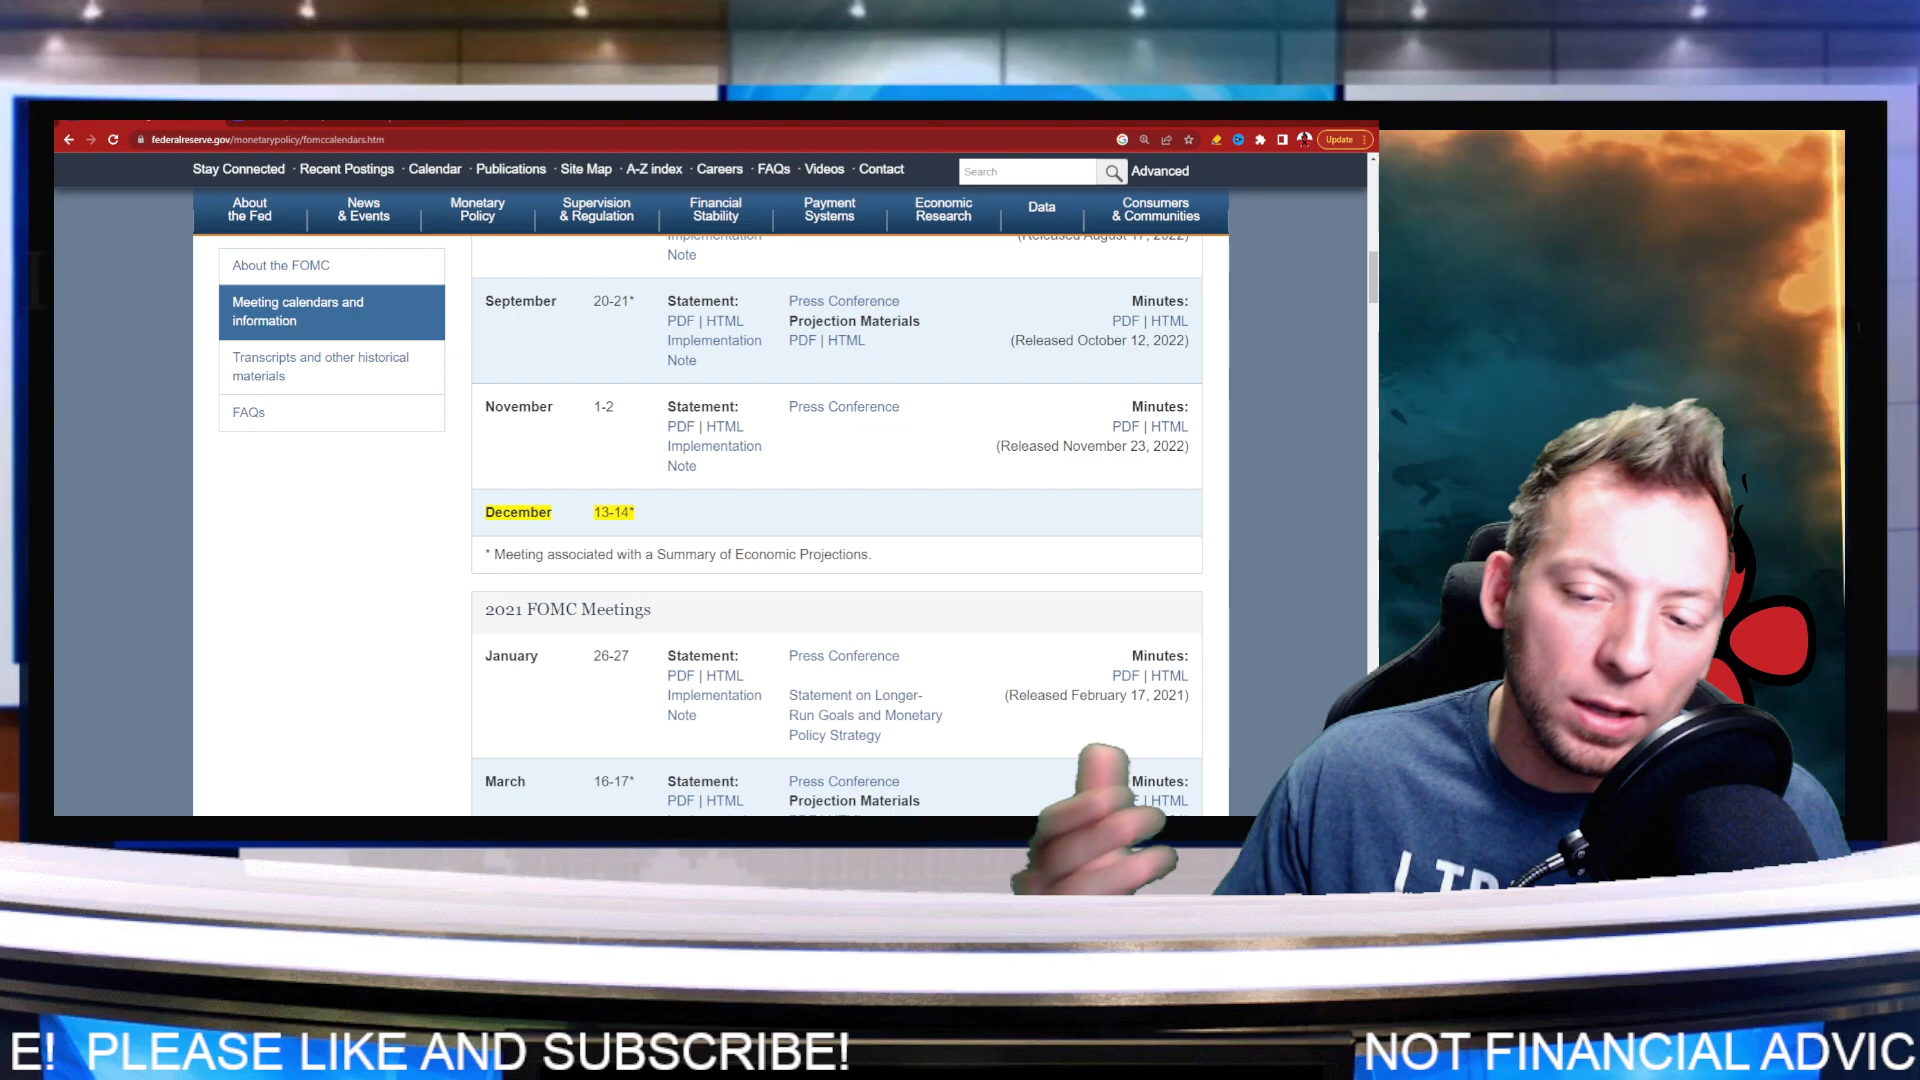 federalreserve.gov/monetarypolicy/fomccalendars.htm
Update
Stay Connected · Recent Postings · Calendar · Publications · Site Map · A-Z index · Careers · FAQs · Videos · Contact
Search
Advanced
About the Fed
News & Events
Monetary Policy
Supervision & Regulation
Financial Stability
Payment Systems
Economic Research
Data
Consumers & Communities
About the FOMC
Meeting calendars and
information
Transcripts and other historical
materials
FAQs
Implementation
Note
(Released August 17, 2022)
September 20-21* Statement: Press Conference Minutes:
PDF | HTML Projection Materials PDF | HTML
Implementation PDF | HTML (Released October 12, 2022)
Note
November 1-2 Statement: Press Conference Minutes:
PDF | HTML PDF | HTML
Implementation (Released November 23, 2022)
Note
December 13-14*
* Meeting associated with a Summary of Economic Projections.
2021 FOMC Meetings
January 26-27 Statement: Press Conference Minutes:
PDF | HTML PDF | HTML
Implementation Statement on Longer- (Released February 17, 2021)
Note Run Goals and Monetary
Policy Strategy
March 16-17* Statement: Press Conference Minutes:
PDF | HTML Projection Materials HTML
I TR
E! PLEASE LIKE AND SUBSCRIBE!
NOT FINANCIAL ADVIC